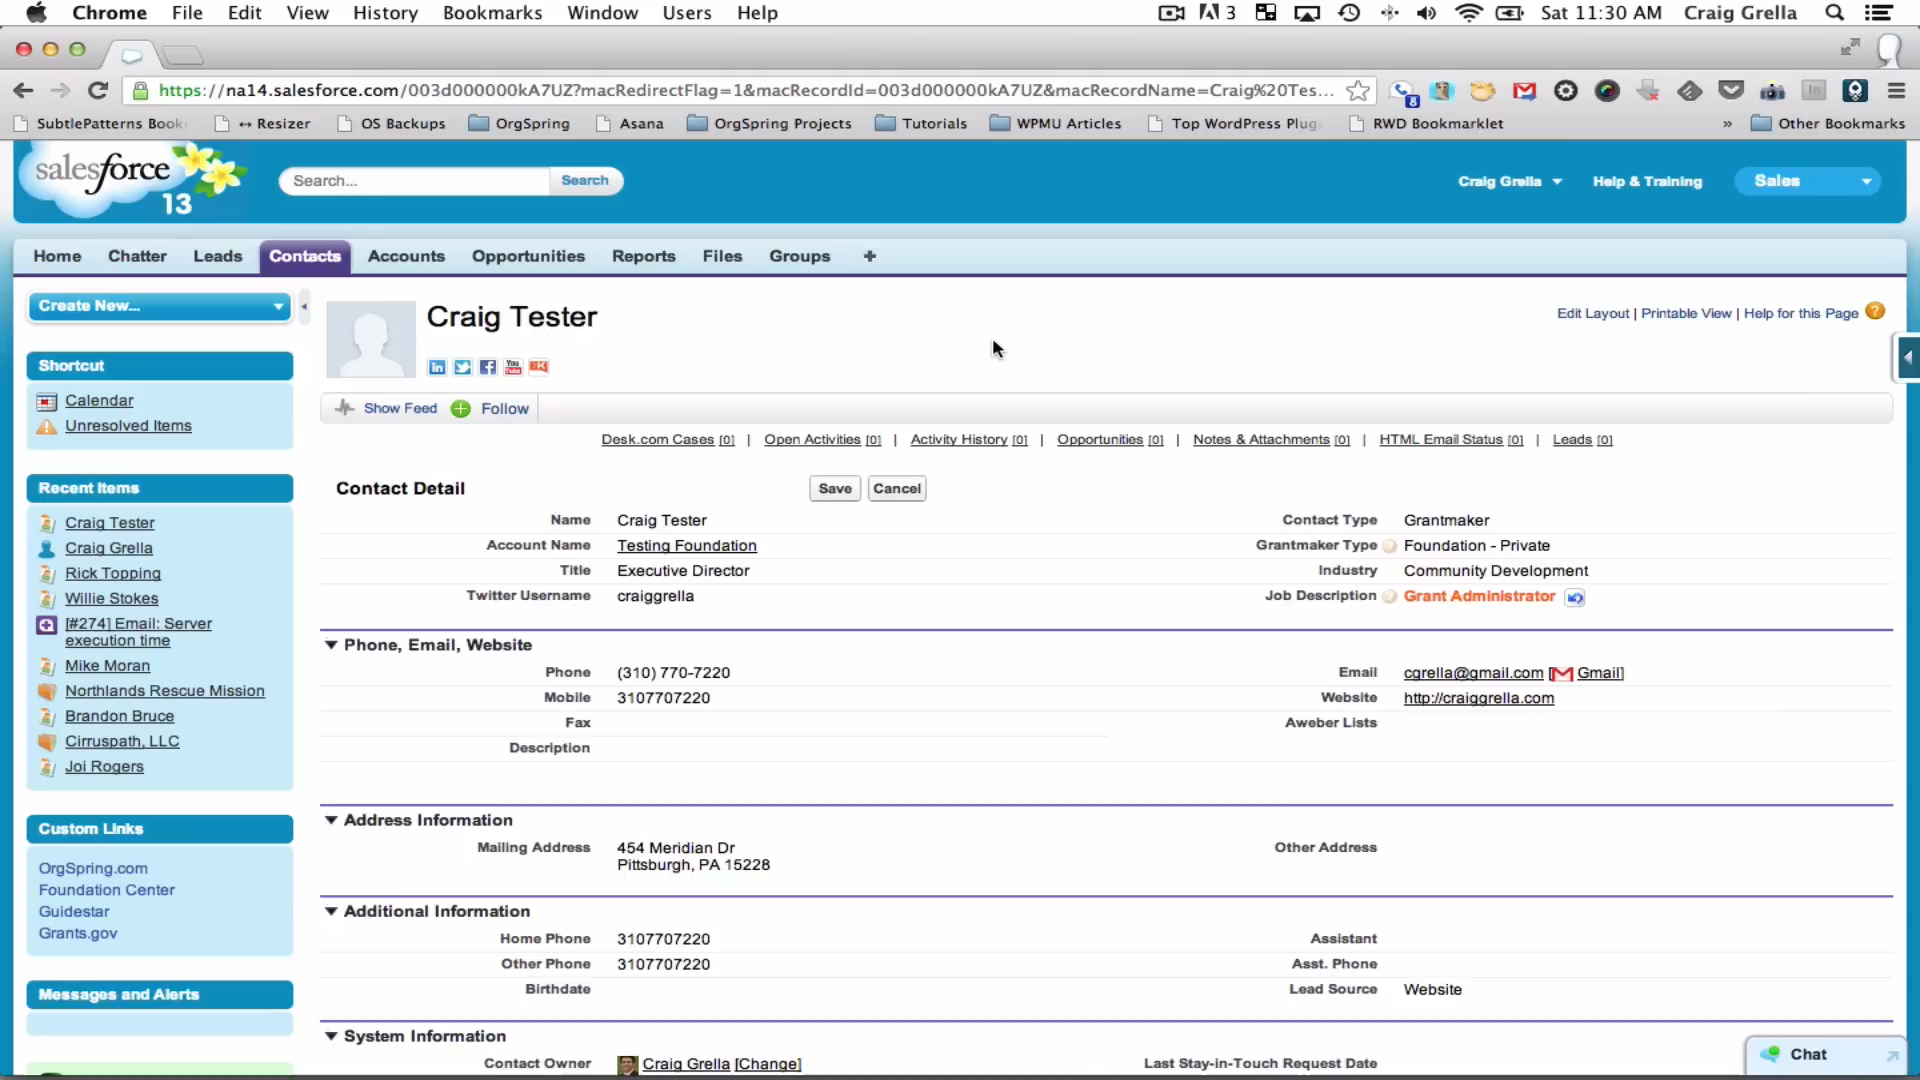 Chrome File Edit View History Bookmarks Window Users Help 3 Sat 11:30 AM Craig Grella
https://na14.salesforce.com/003d000000kA7UZ?macRedirectFlag=1&macRecordId=003d000000kA7UZ&macRecordName=Craig%20Tes... 8
SubtlePatterns Book ↔ Resizer OS Backups OrgSpring Asana OrgSpring Projects Tutorials WPMU Articles Top WordPress Plug RWD Bookmarklet » Other Bookmarks
salesforce
13
Search... Search Craig Grella Help & Training Sales
Home Chatter Leads Contacts Accounts Opportunities Reports Files Groups +
Create New...
Craig Tester
Edit Layout | Printable View | Help for this Page ?
in You Tube K
Shortcut
Calendar
Unresolved Items
Show Feed Follow
Desk.com Cases [0] | Open Activities [0] | Activity History [0] | Opportunities [0] | Notes & Attachments [0] | HTML Email Status [0] | Leads [0]
Recent Items
Craig Tester
Craig Grella
Rick Topping
Willie Stokes
[#274] Email: Server
execution time
Mike Moran
Northlands Rescue Mission
Brandon Bruce
Cirruspath, LLC
Joi Rogers
Custom Links
OrgSpring.com
Foundation Center
Guidestar
Grants.gov
Messages and Alerts
Contact Detail Save Cancel
Name Craig Tester Contact Type Grantmaker
Account Name Testing Foundation Grantmaker Type Foundation - Private
Title Executive Director Industry Community Development
Twitter Username craiggrella Job Description Grant Administrator
Phone, Email, Website
Phone (310) 770-7220 Email cgrella@gmail.com [Gmail]
Mobile 3107707220 Website http://craiggrella.com
Fax Aweber Lists
Description
Address Information
Mailing Address 454 Meridian Dr Other Address
Pittsburgh, PA 15228
Additional Information
Home Phone 3107707220 Assistant
Other Phone 3107707220 Asst. Phone
Birthdate Lead Source Website
System Information
Contact Owner Craig Grella [Change] Last Stay-in-Touch Request Date
Chat